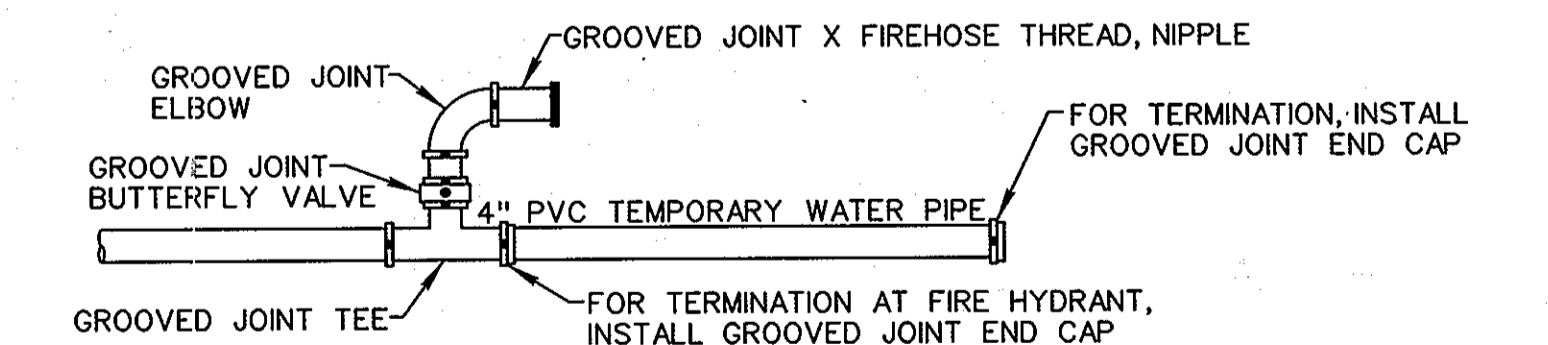 GROOVED JOINT X FIREHOSE THREAD, NIPPLE
GROOVED JOINT
ELBOW
FOR TERMINATION, INSTALL
GROOVED JOINT END CAP
GROOVED JOINT
BUTTERFLY VALVE
4" PVC TEMPORARY WATER PIPE
GROOVED JOINT TEE
FOR TERMINATION AT FIRE HYDRANT,
INSTALL GROOVED JOINT END CAP